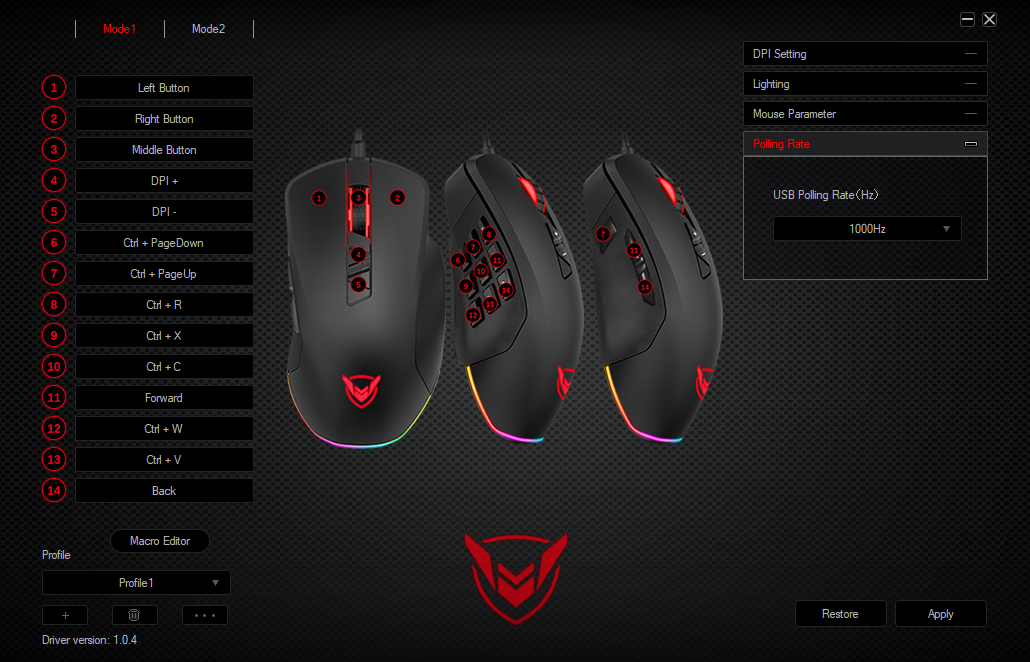 Mode1
Mode2
DPI Setting
Lighting
Mouse Parameter
Polling Rate
USB Polling Rate(Hz)
1000Hz
1 Left Button
2 Right Button
3 Middle Button
4 DPI +
5 DPI -
6 Ctrl + PageDown
7 Ctrl + PageUp
8 Ctrl + R
9 Ctrl + X
10 Ctrl + C
11 Forward
12 Ctrl + W
13 Ctrl + V
14 Back
1 3 2
4
5
8
7
6 11
10
9 14
13
12
7
11
14
Macro Editor
Profile
Profile1
+
...
Driver version: 1.0.4
Restore
Apply